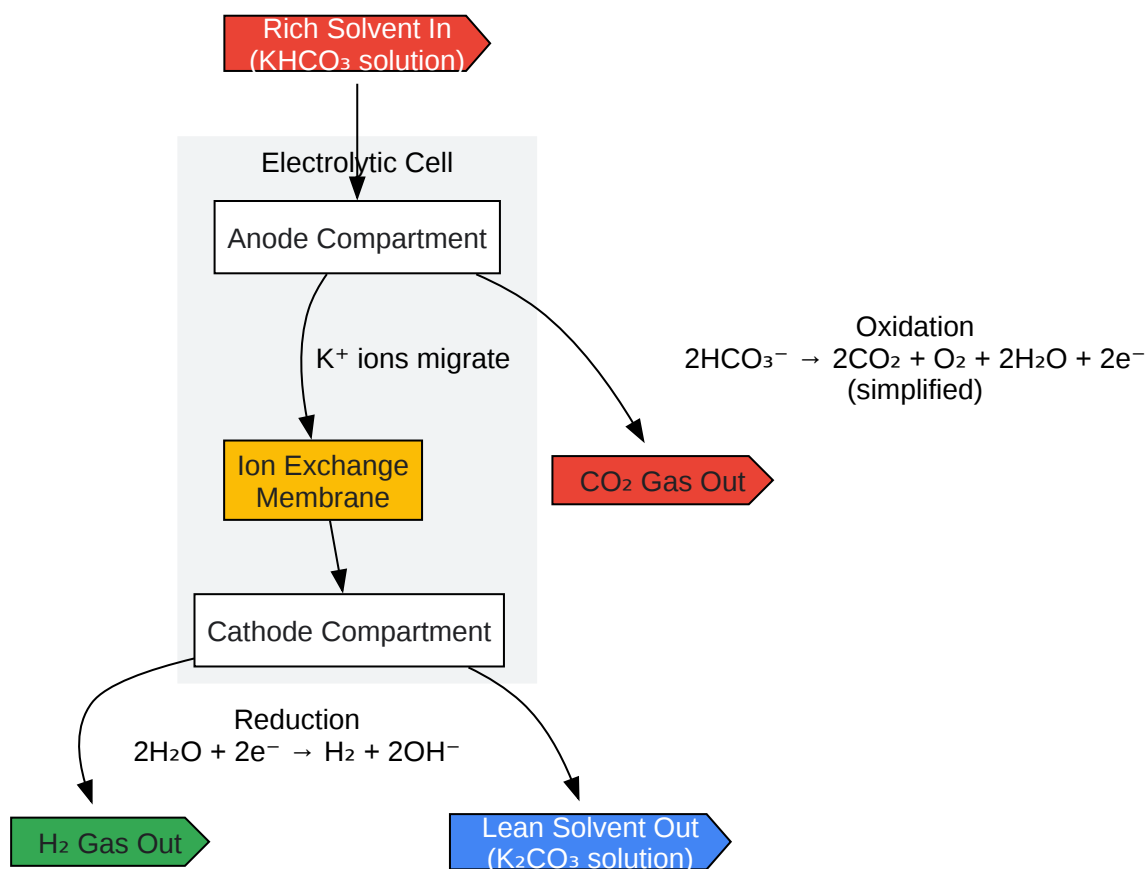 Rich Solvent In
(KHCO₃ solution)
Electrolytic Cell
Anode Compartment
K⁺ ions migrate
Oxidation
2HCO₃⁻ → 2CO₂ + O₂ + 2H₂O + 2e⁻
(simplified)
Ion Exchange
Membrane
CO₂ Gas Out
Cathode Compartment
Reduction
2H₂O + 2e⁻ → H₂ + 2OH⁻
H₂ Gas Out
Lean Solvent Out
(K₂CO₃ solution)